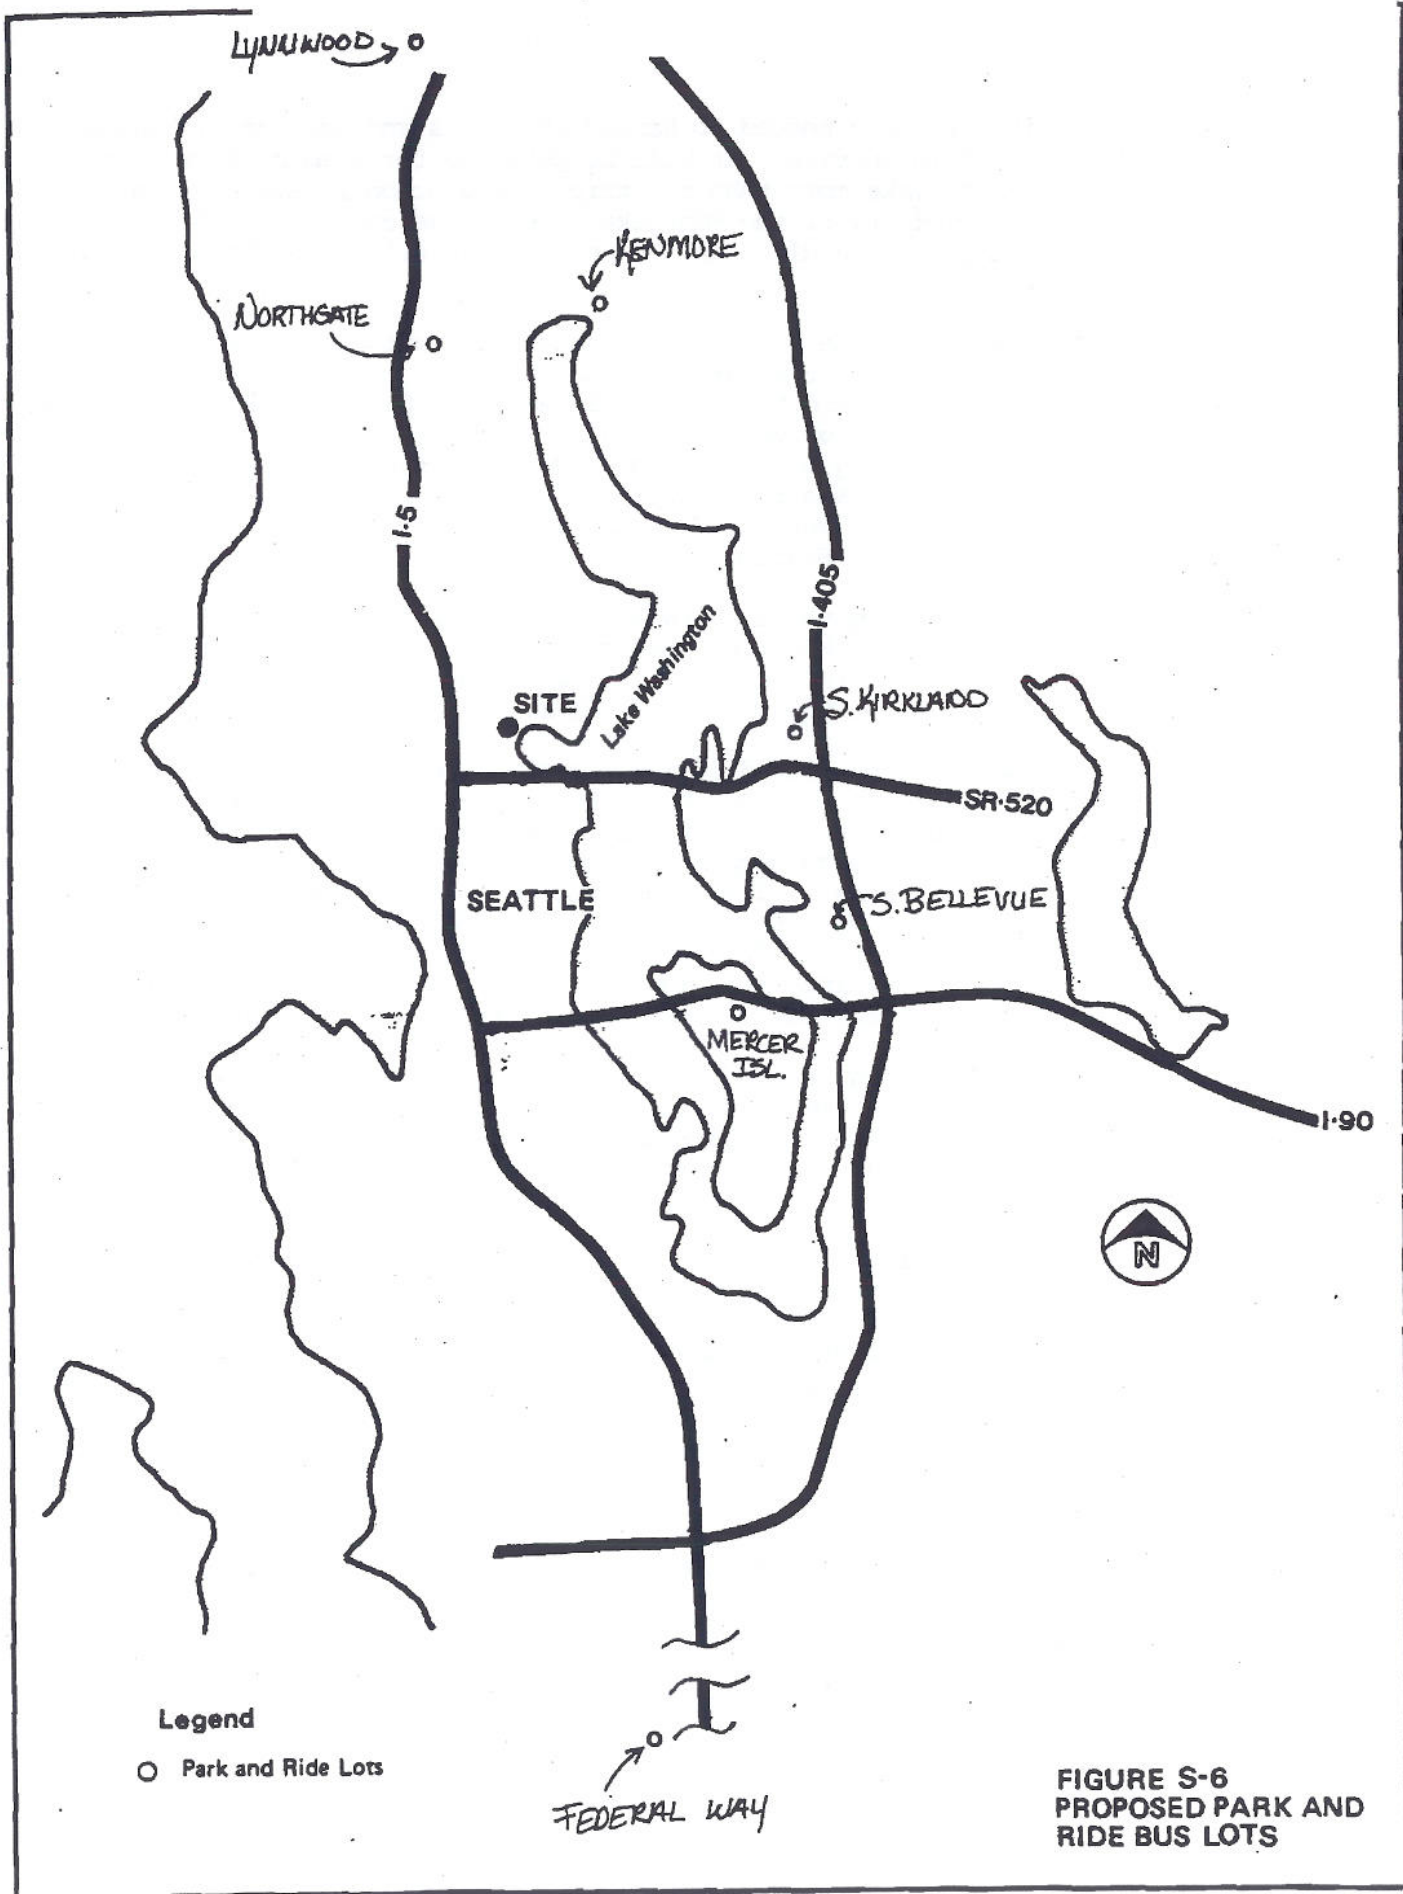 LYNNWOOD
KENMORE
NORTHGATE
I-5
I-405
Lake Washington
SITE
S. KIRKLAND
SR-520
SEATTLE
S. BELLEVUE
MERCER
ISL.
I-90
N
Legend
Park and Ride Lots
FEDERAL WAY
FIGURE S-6
PROPOSED PARK AND
RIDE BUS LOTS